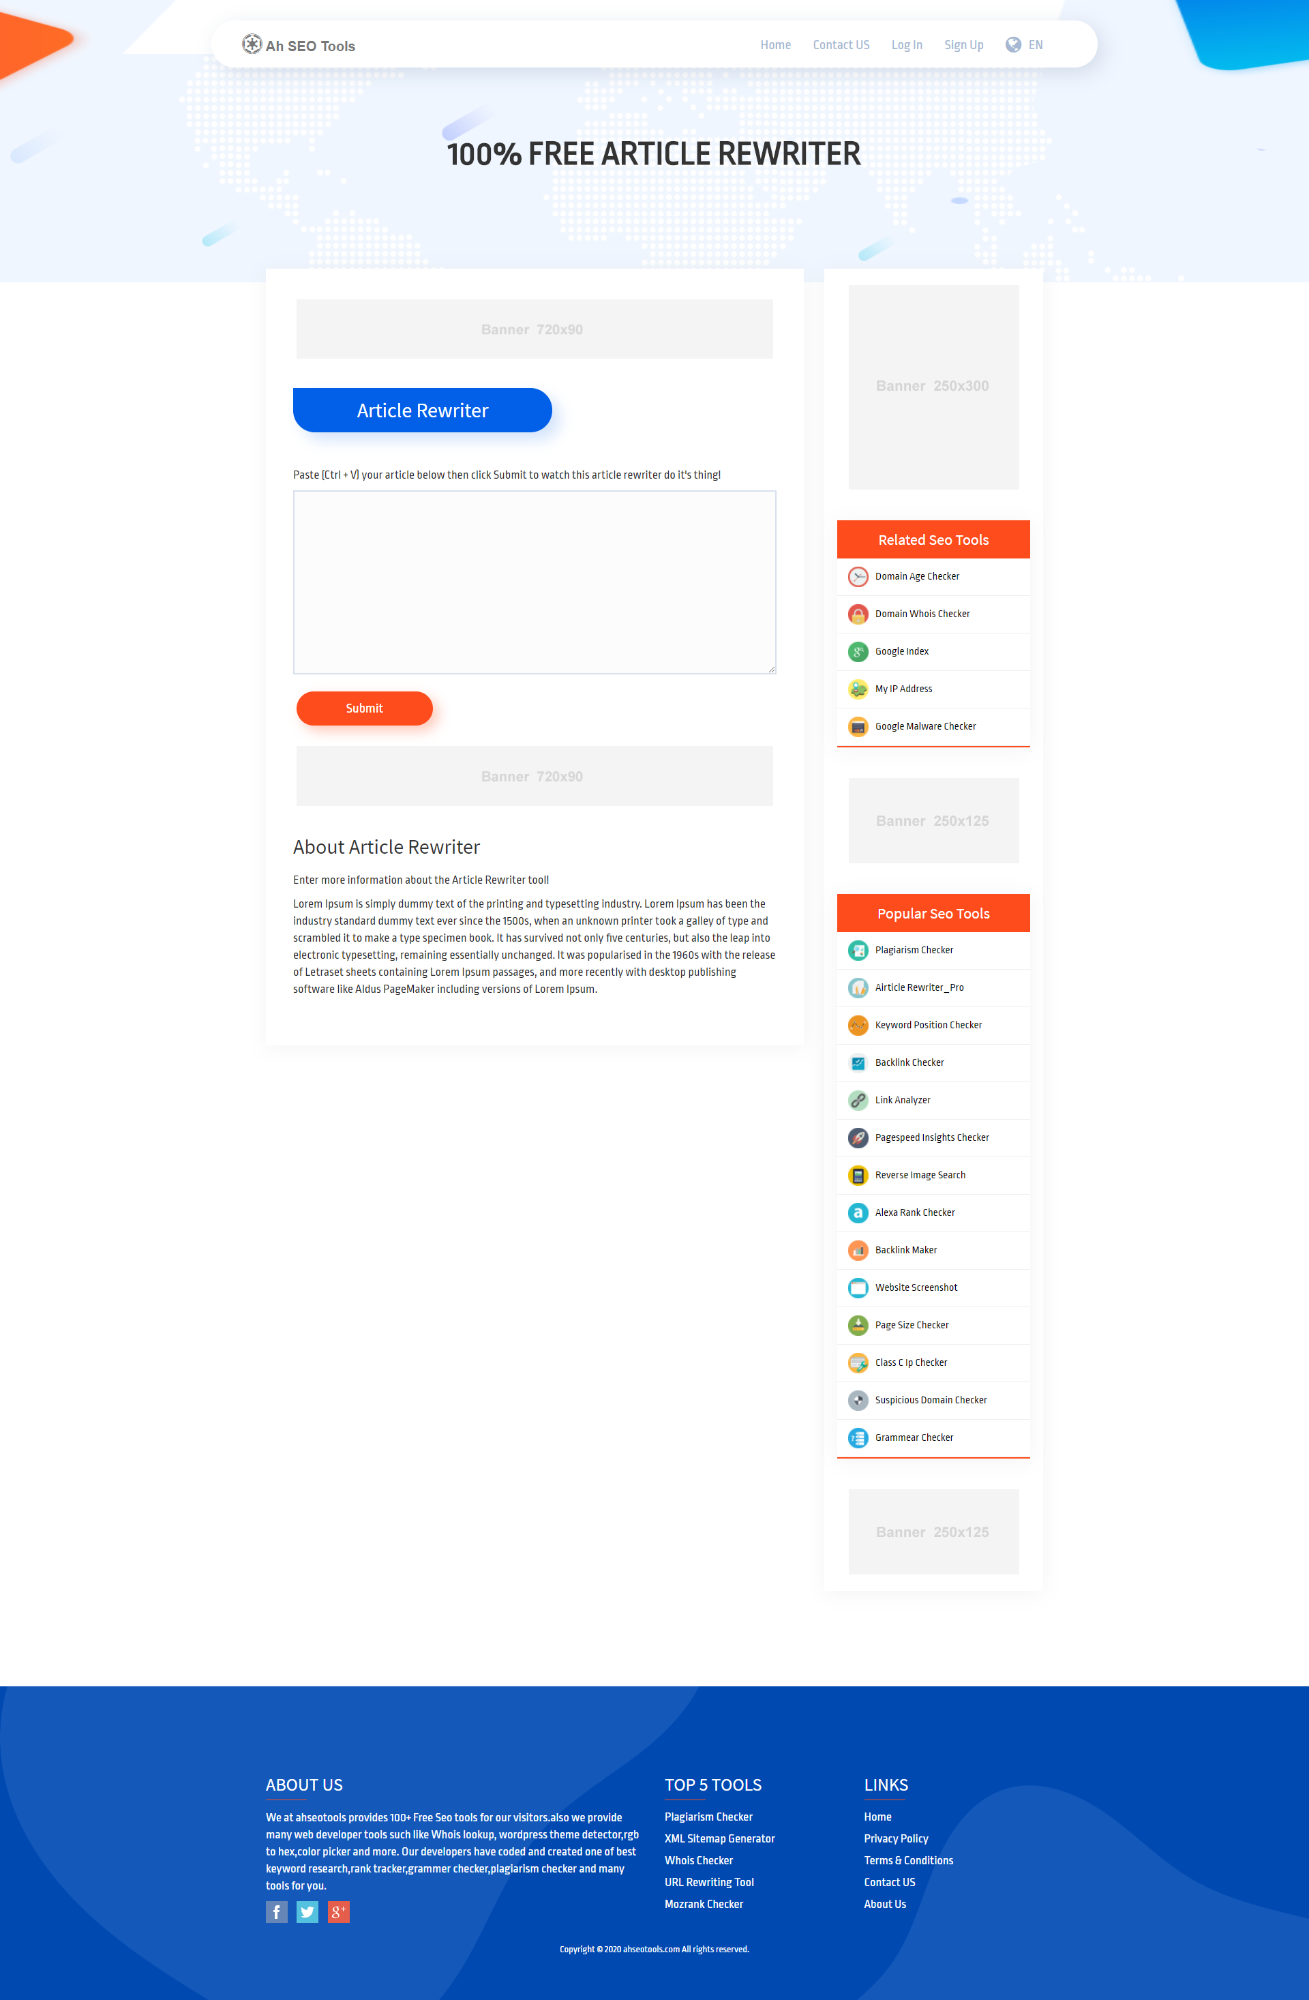 Ah SEO Tools
Home
Contact US
Log In
Sign Up
EN
100% FREE ARTICLE REWRITER
Banner 720x90
Article Rewriter
Paste (Ctrl + V) your article below then click Submit to watch this article rewriter do it's thing!
Submit
Banner 720x90
About Article Rewriter
Enter more information about the Article Rewriter tool!
Lorem Ipsum is simply dummy text of the printing and typesetting industry. Lorem Ipsum has been the
industry standard dummy text ever since the 1500s, when an unknown printer took a galley of type and
scrambled it to make a type specimen book. It has survived not only five centuries, but also the leap into
electronic typesetting, remaining essentially unchanged. It was popularised in the 1960s with the release
of Letraset sheets containing Lorem Ipsum passages, and more recently with desktop publishing
software like Aldus PageMaker including versions of Lorem Ipsum.
Banner 250x300
Related Seo Tools
Domain Age Checker
Domain Whois Checker
Google Index
My IP Address
Google Malware Checker
Banner 250x125
Popular Seo Tools
Plagiarism Checker
Airticle Rewriter_Pro
Keyword Position Checker
Backlink Checker
Link Analyzer
Pagespeed Insights Checker
Reverse Image Search
Alexa Rank Checker
Backlink Maker
Website Screenshot
Page Size Checker
Class C Ip Checker
Suspicious Domain Checker
Grammear Checker
Banner 250x125
ABOUT US
We at ahseotools provides 100+ Free Seo tools for our visitors.also we provide
many web developer tools such like Whois lookup, wordpress theme detector,rgb
to hex,color picker and more. Our developers have coded and created one of best
keyword research,rank tracker,grammer checker,plagiarism checker and many
tools for you.
TOP 5 TOOLS
Plagiarism Checker
XML Sitemap Generator
Whois Checker
URL Rewriting Tool
Mozrank Checker
LINKS
Home
Privacy Policy
Terms & Conditions
Contact US
About Us
Copyright © 2020 ahseotools.com All rights reserved.